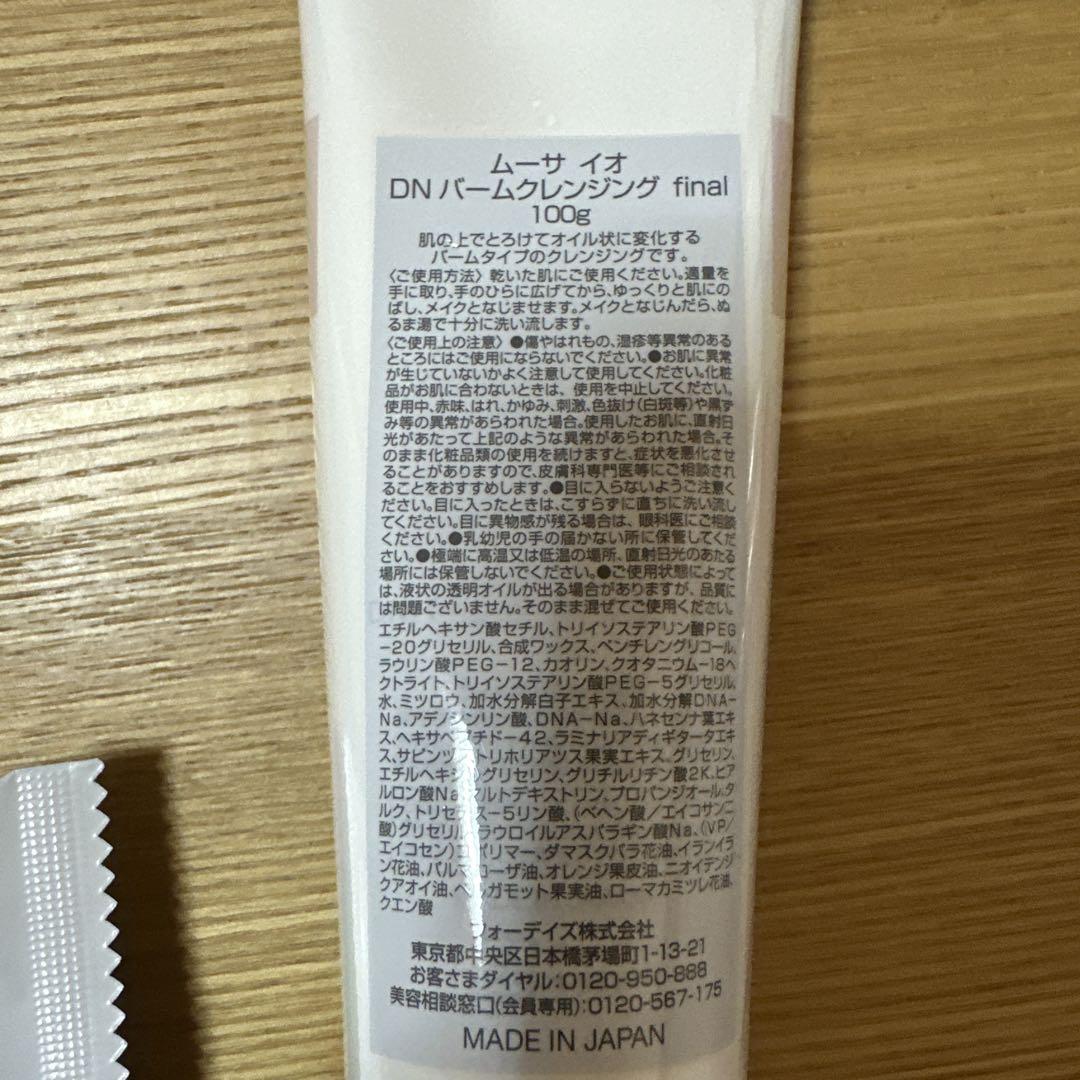 ムーサ イオ
DN バームクレンジング final
100g
肌の上でとろけてオイル状に変化する
バームタイプのクレンジングです。
〈ご使用方法〉乾いた肌にご使用ください。適量を
手に取り、手のひらに広げてから、ゆっくりと肌にの
ばし、メイクとなじませます。メイクとなじんだら、ぬ
るま湯で十分に洗い流します。
〈ご使用上の注意〉●傷やはれもの、湿疹等異常のある
ところにはご使用にならないでください。●お肌に異常
が生じていないかよく注意して使用してください。化粧
品がお肌に合わないときは、使用を中止してください。
使用中、赤味、はれ、かゆみ、刺激、色抜け(白斑等)や黒ず
み等の異常があらわれた場合。使用したお肌に、直射日
光があたって上記のような異常があらわれた場合。そ
のまま化粧品類の使用を続けますと、症状を悪化させ
ることがありますので、皮膚科専門医等にご相談され
ることをおすすめします。●目に入らないようご注意く
ださい。目に入ったときは、こすらずに直ちに洗い流し
てください。目に異物感が残る場合は、眼科医にご相談
ください。●乳幼児の手の届かない所に保管してくだ
さい。●極端に高温又は低温の場所、直射日光のあたる
場所には保管しないでください。●ご使用状態によって
は、液状の透明オイルが出る場合がありますが、品質に
は問題ございません。そのまま混ぜてご使用ください。
エチルヘキサン酸セチル、トリイソステアリン酸PEG
-20グリセリル、合成ワックス、ペンチレングリコール、
ラウリン酸PEG-12、カオリン、クオタニウム-18ヘ
クトライト、トリイソステアリン酸PEG-5グリセリル、
水、ミツロウ、加水分解白子エキス、加水分解DNA-
Na、アデノシンリン酸、DNA-Na、ハネセンナ葉エキ
ス、ヘキサペプチド-42、ラミナリアディギタータエキ
ス、サピンヅストリホリアツス果実エキス、グリセリン、
エチルヘキシルグリセリン、グリチルリチン酸2K、ヒア
ルロン酸Na、マルトデキストリン、プロパンジオール、タ
ルク、トリセテス-5リン酸、(ベヘン酸/エイコサン二
酸)グリセリル、ラウロイルアスパラギン酸Na、(VP/
エイコセン)コポリマー、ダマスクバラ花油、イランイラ
ン花油、パルマローザ油、オレンジ果皮油、ニオイテンジ
クアオイ油、ベルガモット果実油、ローマカミツレ花油、
クエン酸
フォーデイズ株式会社
東京都中央区日本橋茅場町1-13-21
お客さまダイヤル:0120-950-888
美容相談窓口(会員専用):0120-567-175
MADE IN JAPAN